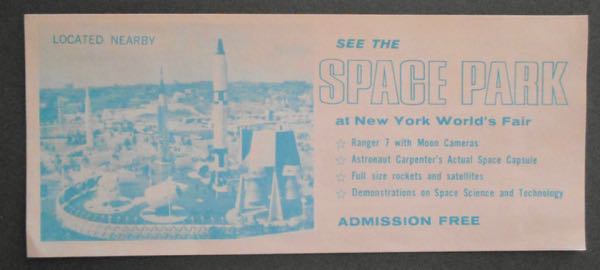 LOCATED NEARBY
SEE THE
SPACE PARK
at New York World's Fair
☆ Ranger 7 with Moon Cameras
☆ Astronaut Carpenter's Actual Space Capsule
☆ Full size rockets and satellites
☆ Demonstrations on Space Science and Technology
ADMISSION FREE